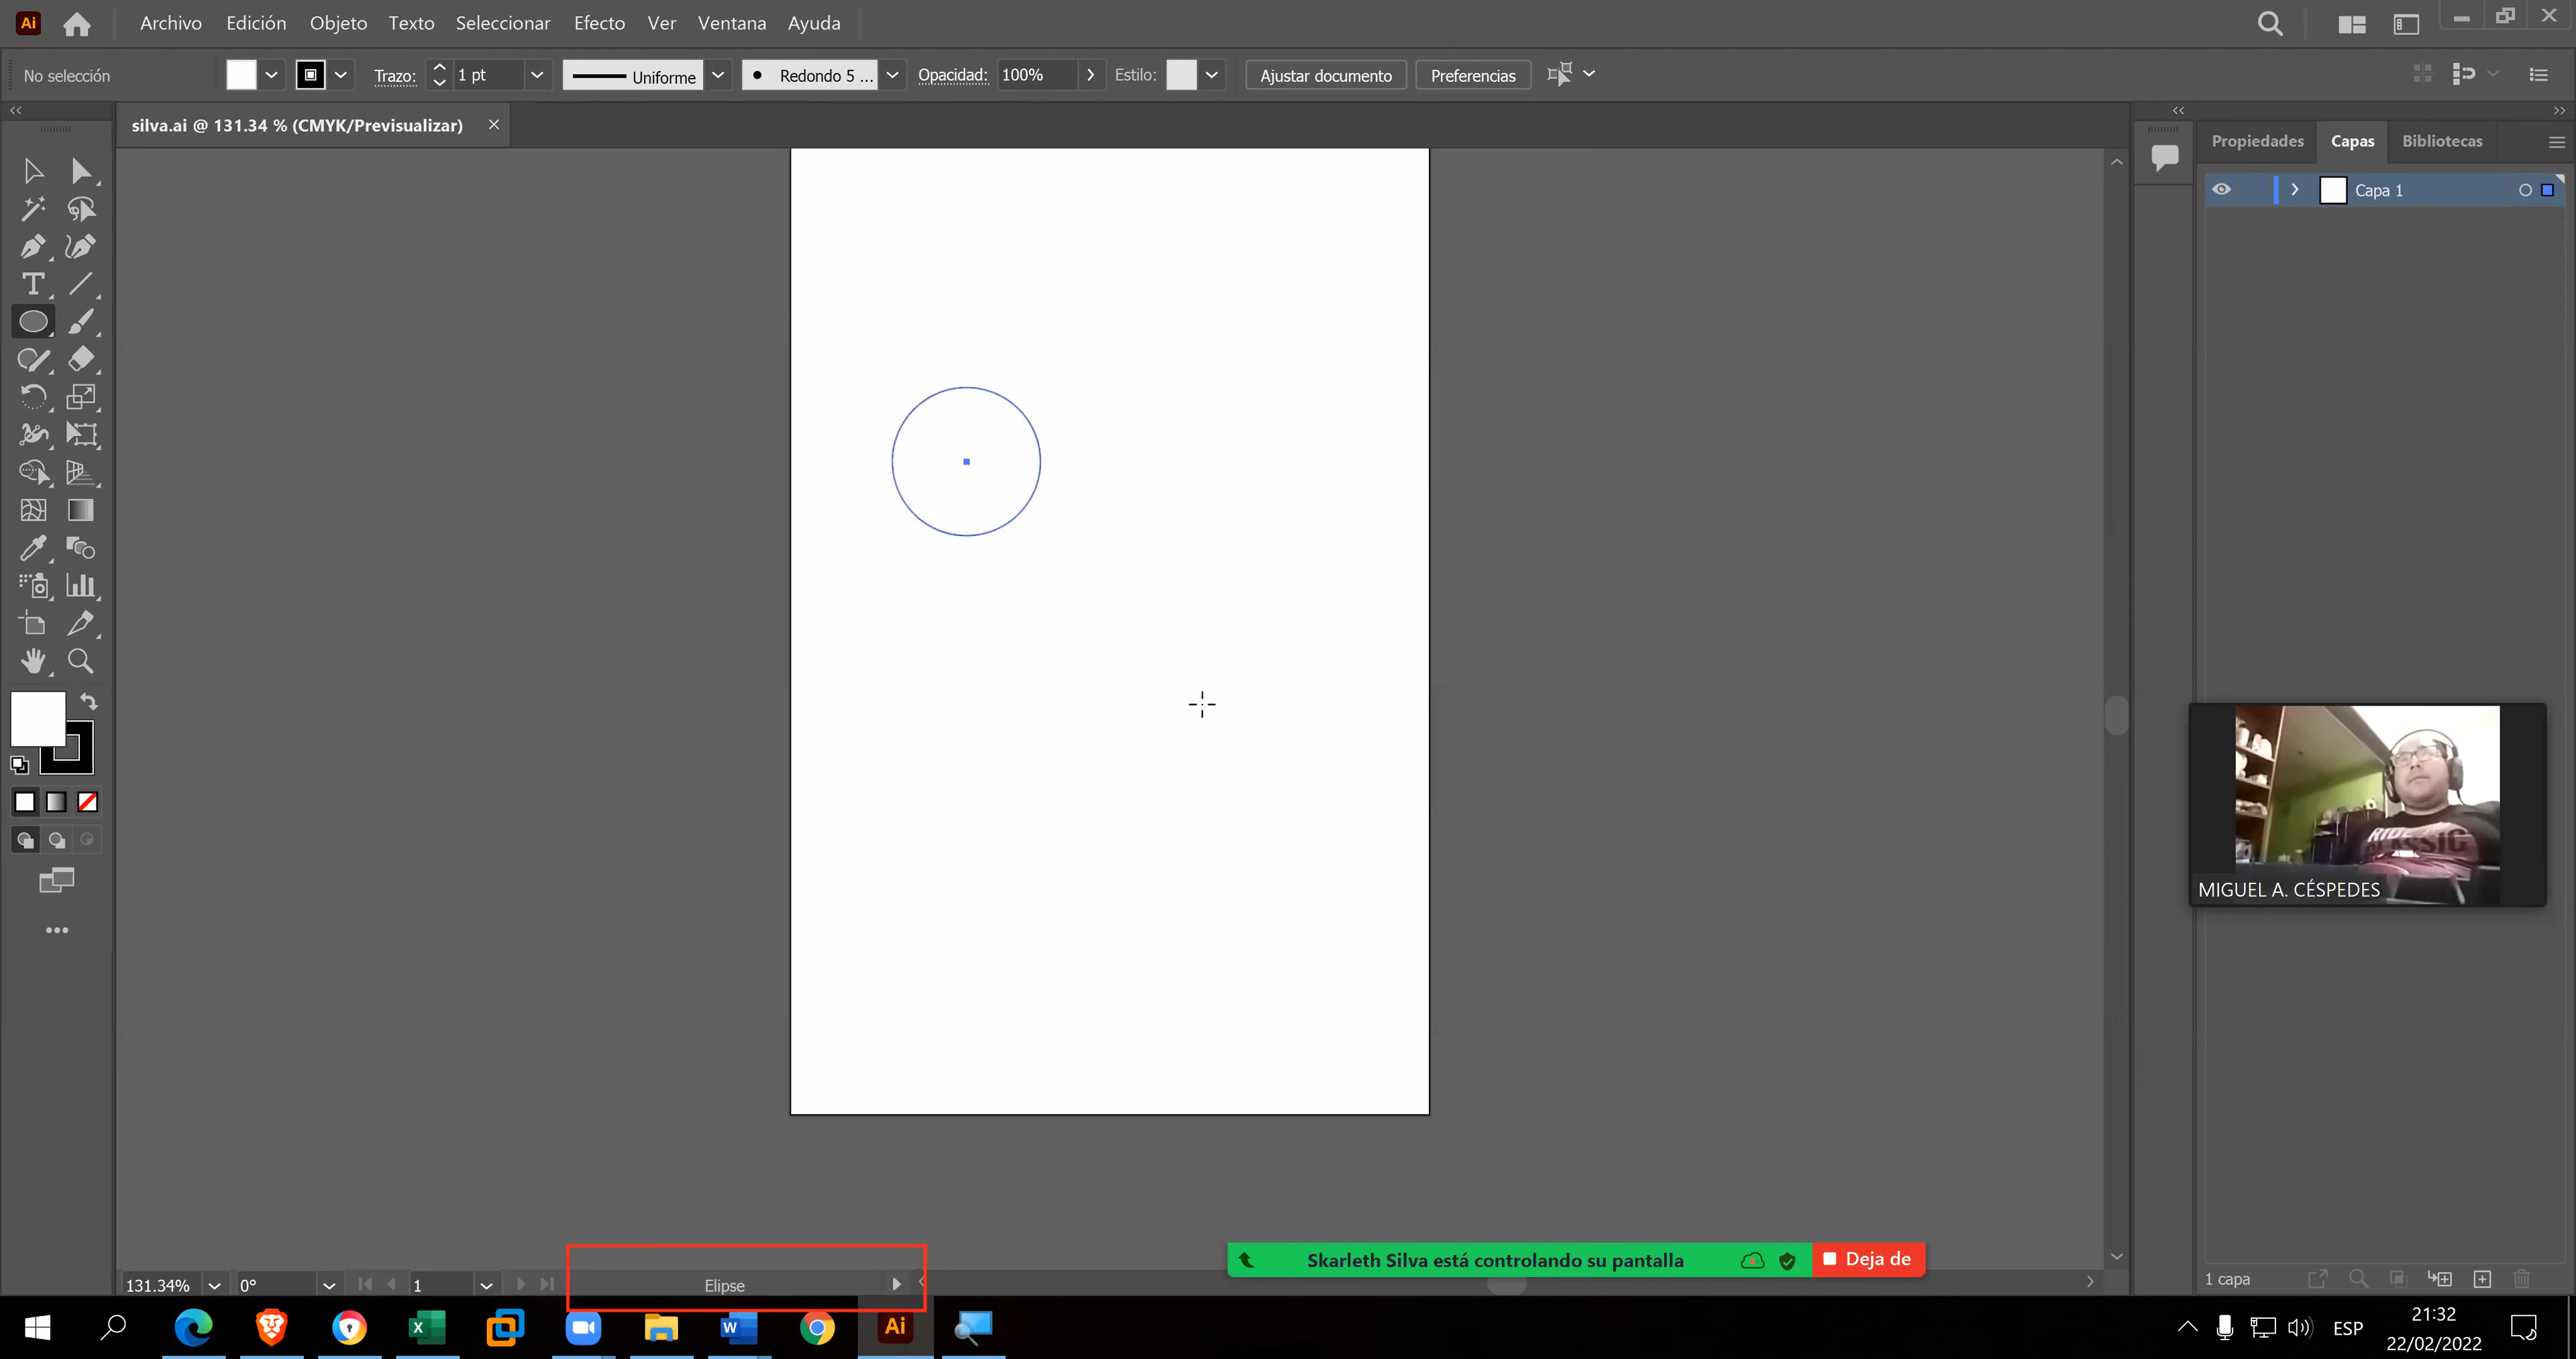 Ai Archivo Edición Objeto Texto Seleccionar Efecto Ver Ventana Ayuda
No selección Trazo: 1 pt Uniforme Redondo 5 ... Opacidad: 100% Estilo: Ajustar documento Preferencias
silva.ai @ 131.34 % (CMYK/Previsualizar)
Propiedades Capas Bibliotecas
Capa 1
MIGUEL A. CÉSPEDES
Skarleth Silva está controlando su pantalla Deja de
131.34% 0° 1 Elipse
1 capa
Ai
ESP
21:32
22/02/2022